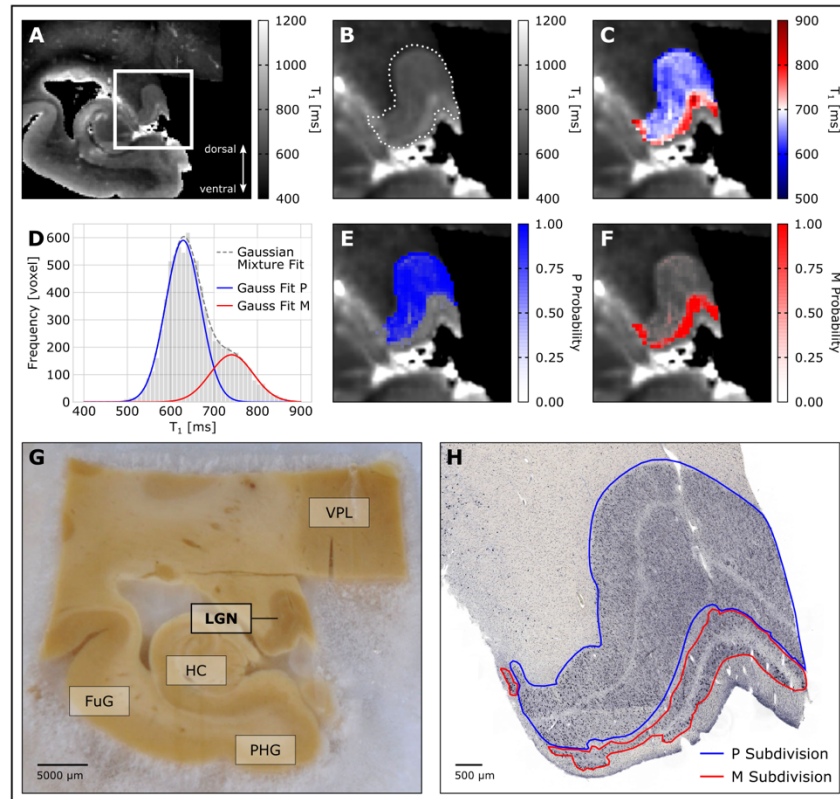 A
1200
1000
800
600
400
T₁ [ms]
dorsal
ventral
B
1200
1000
800
600
400
T₁ [ms]
C
900
800
700
600
500
T₁ [ms]
D
600
500
400
300
200
100
0
Frequency [voxel]
400 500 600 700 800 900
T₁ [ms]
Gaussian
Mixture Fit
Gauss Fit P
Gauss Fit M
E
1.00
0.75
0.50
0.25
0.00
P Probability
F
1.00
0.75
0.50
0.25
0.00
M Probability
G
VPL
LGN
HC
FuG
PHG
5000 µm
H
500 µm
P Subdivision
M Subdivision